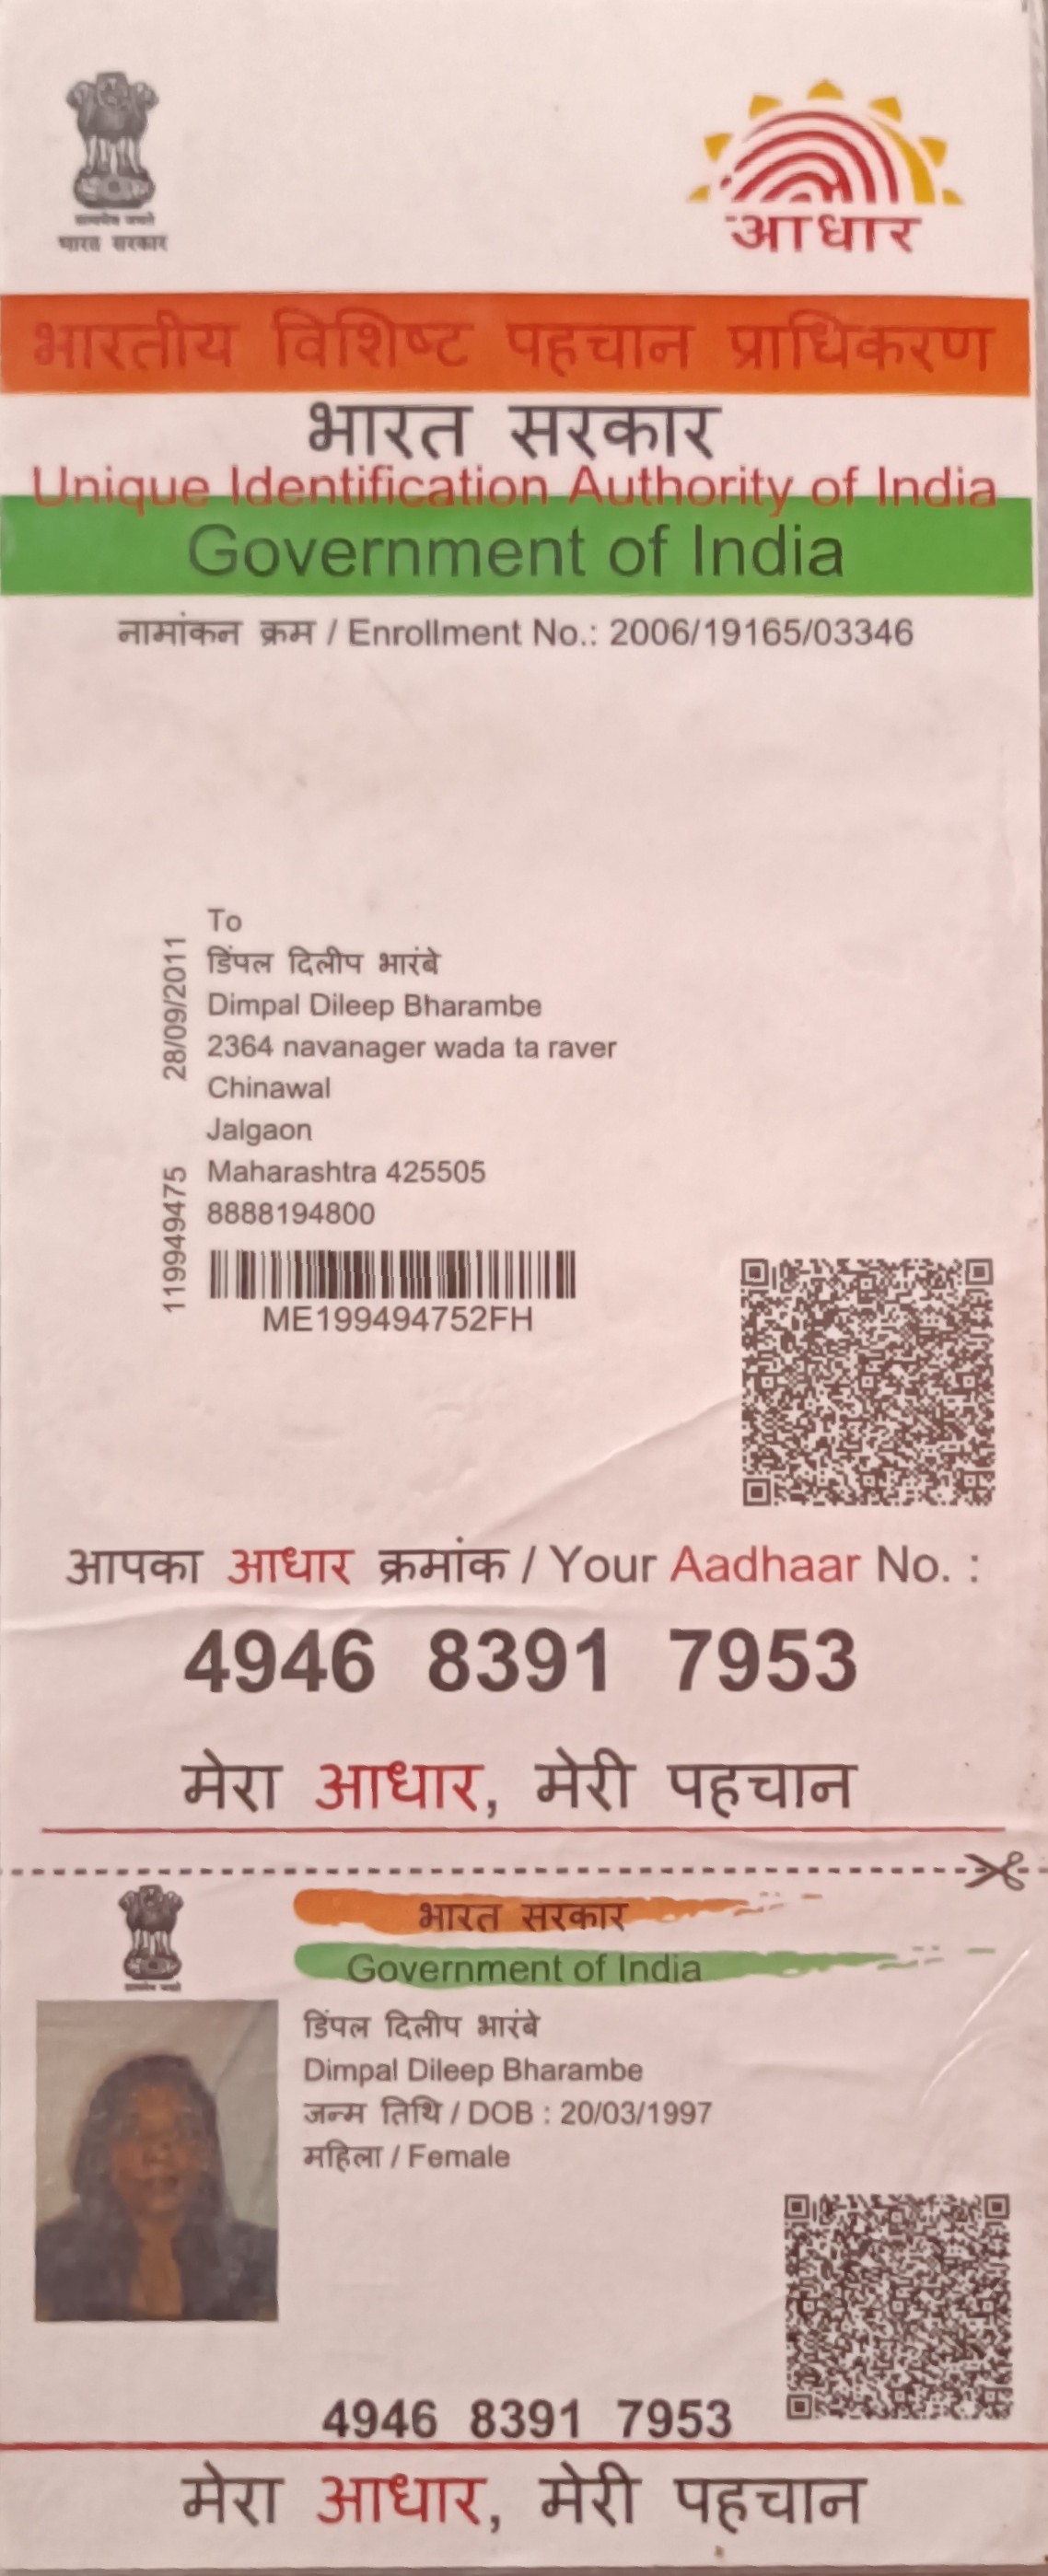 सत्यमेव जयते
भारत सरकार
आधार
भारतीय विशिष्ट पहचान प्राधिकरण
भारत सरकार
Unique Identification Authority of India
Government of India
नामांकन क्रम / Enrollment No.: 2006/19165/03346
To
डिंपल दिलीप भारंबे
Dimpal Dileep Bharambe
2364 navanager wada ta raver
Chinawal
Jalgaon
Maharashtra 425505
8888194800
28/09/2011
119949475
ME199494752FH
आपका आधार क्रमांक / Your Aadhaar No. :
4946 8391 7953
मेरा आधार, मेरी पहचान
भारत सरकार
Government of India
डिंपल दिलीप भारंबे
Dimpal Dileep Bharambe
जन्म तिथि / DOB : 20/03/1997
महिला / Female
4946 8391 7953
मेरा आधार, मेरी पहचान